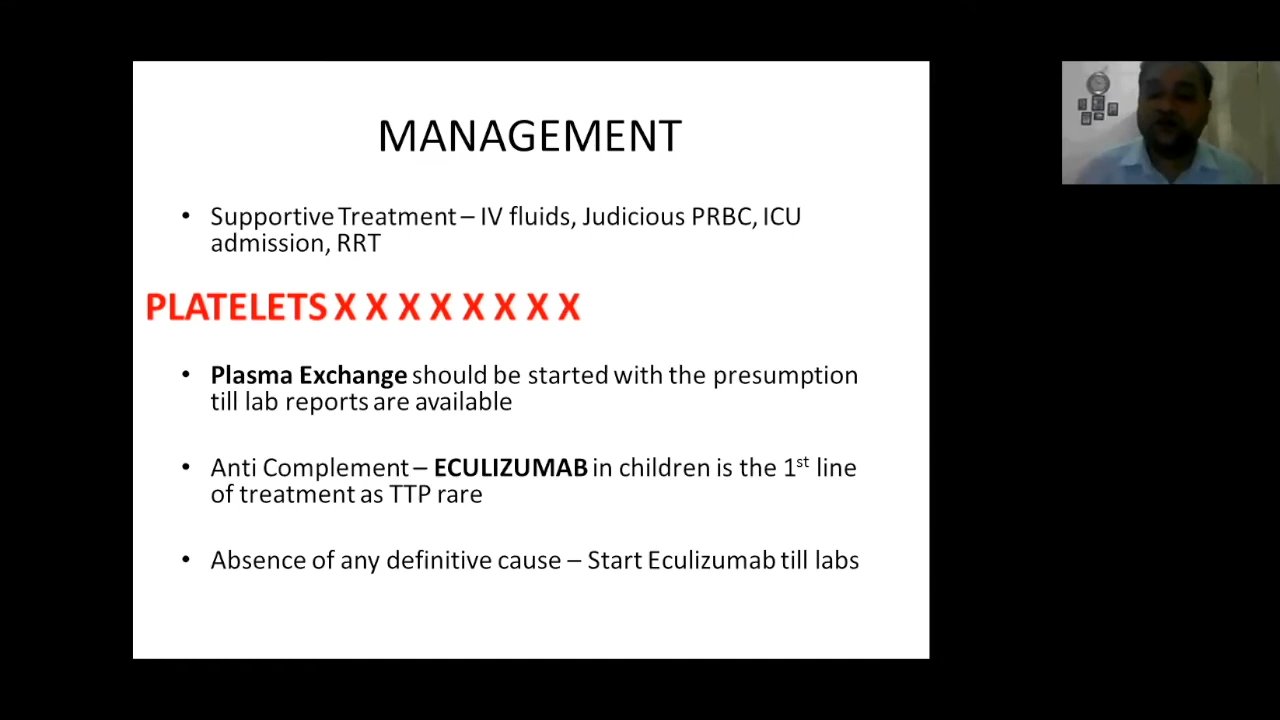 MANAGEMENT
• Supportive Treatment – IV fluids, Judicious PRBC, ICU
admission, RRT
PLATELETS X X X X X X X X
• Plasma Exchange should be started with the presumption
till lab reports are available
• Anti Complement – ECULIZUMAB in children is the 1st line
of treatment as TTP rare
• Absence of any definitive cause – Start Eculizumab till labs